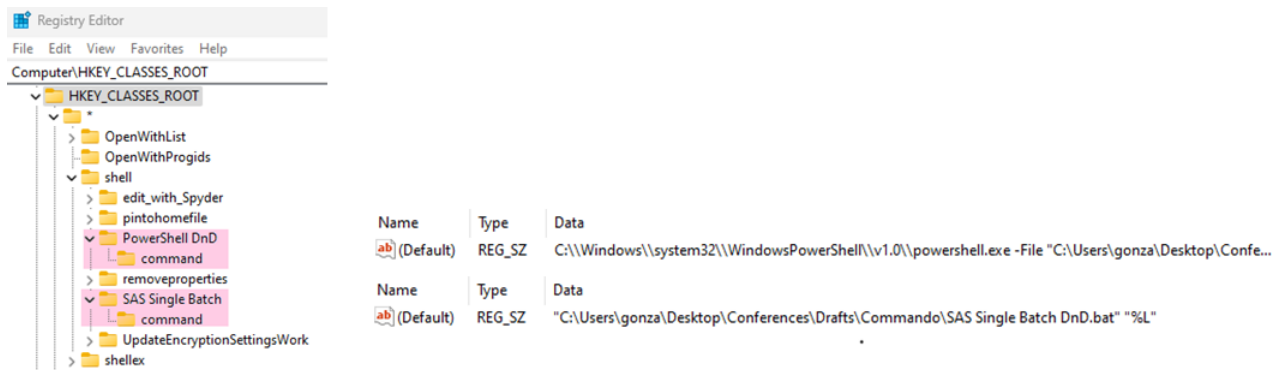 Registry Editor
File Edit View Favorites Help
Computer\HKEY_CLASSES_ROOT
HKEY_CLASSES_ROOT
*
OpenWithList
OpenWithProgids
shell
edit_with_Spyder
pintohomefile
PowerShell DnD
command
removeproperties
SAS Single Batch
command
UpdateEncryptionSettingsWork
shellex
Name Type Data
ab (Default) REG_SZ C:\\Windows\\system32\\WindowsPowerShell\\v1.0\\powershell.exe -File "C:\Users\gonza\Desktop\Confe...
Name Type Data
ab (Default) REG_SZ "C:\Users\gonza\Desktop\Conferences\Drafts\Commando\SAS Single Batch DnD.bat" "%L"